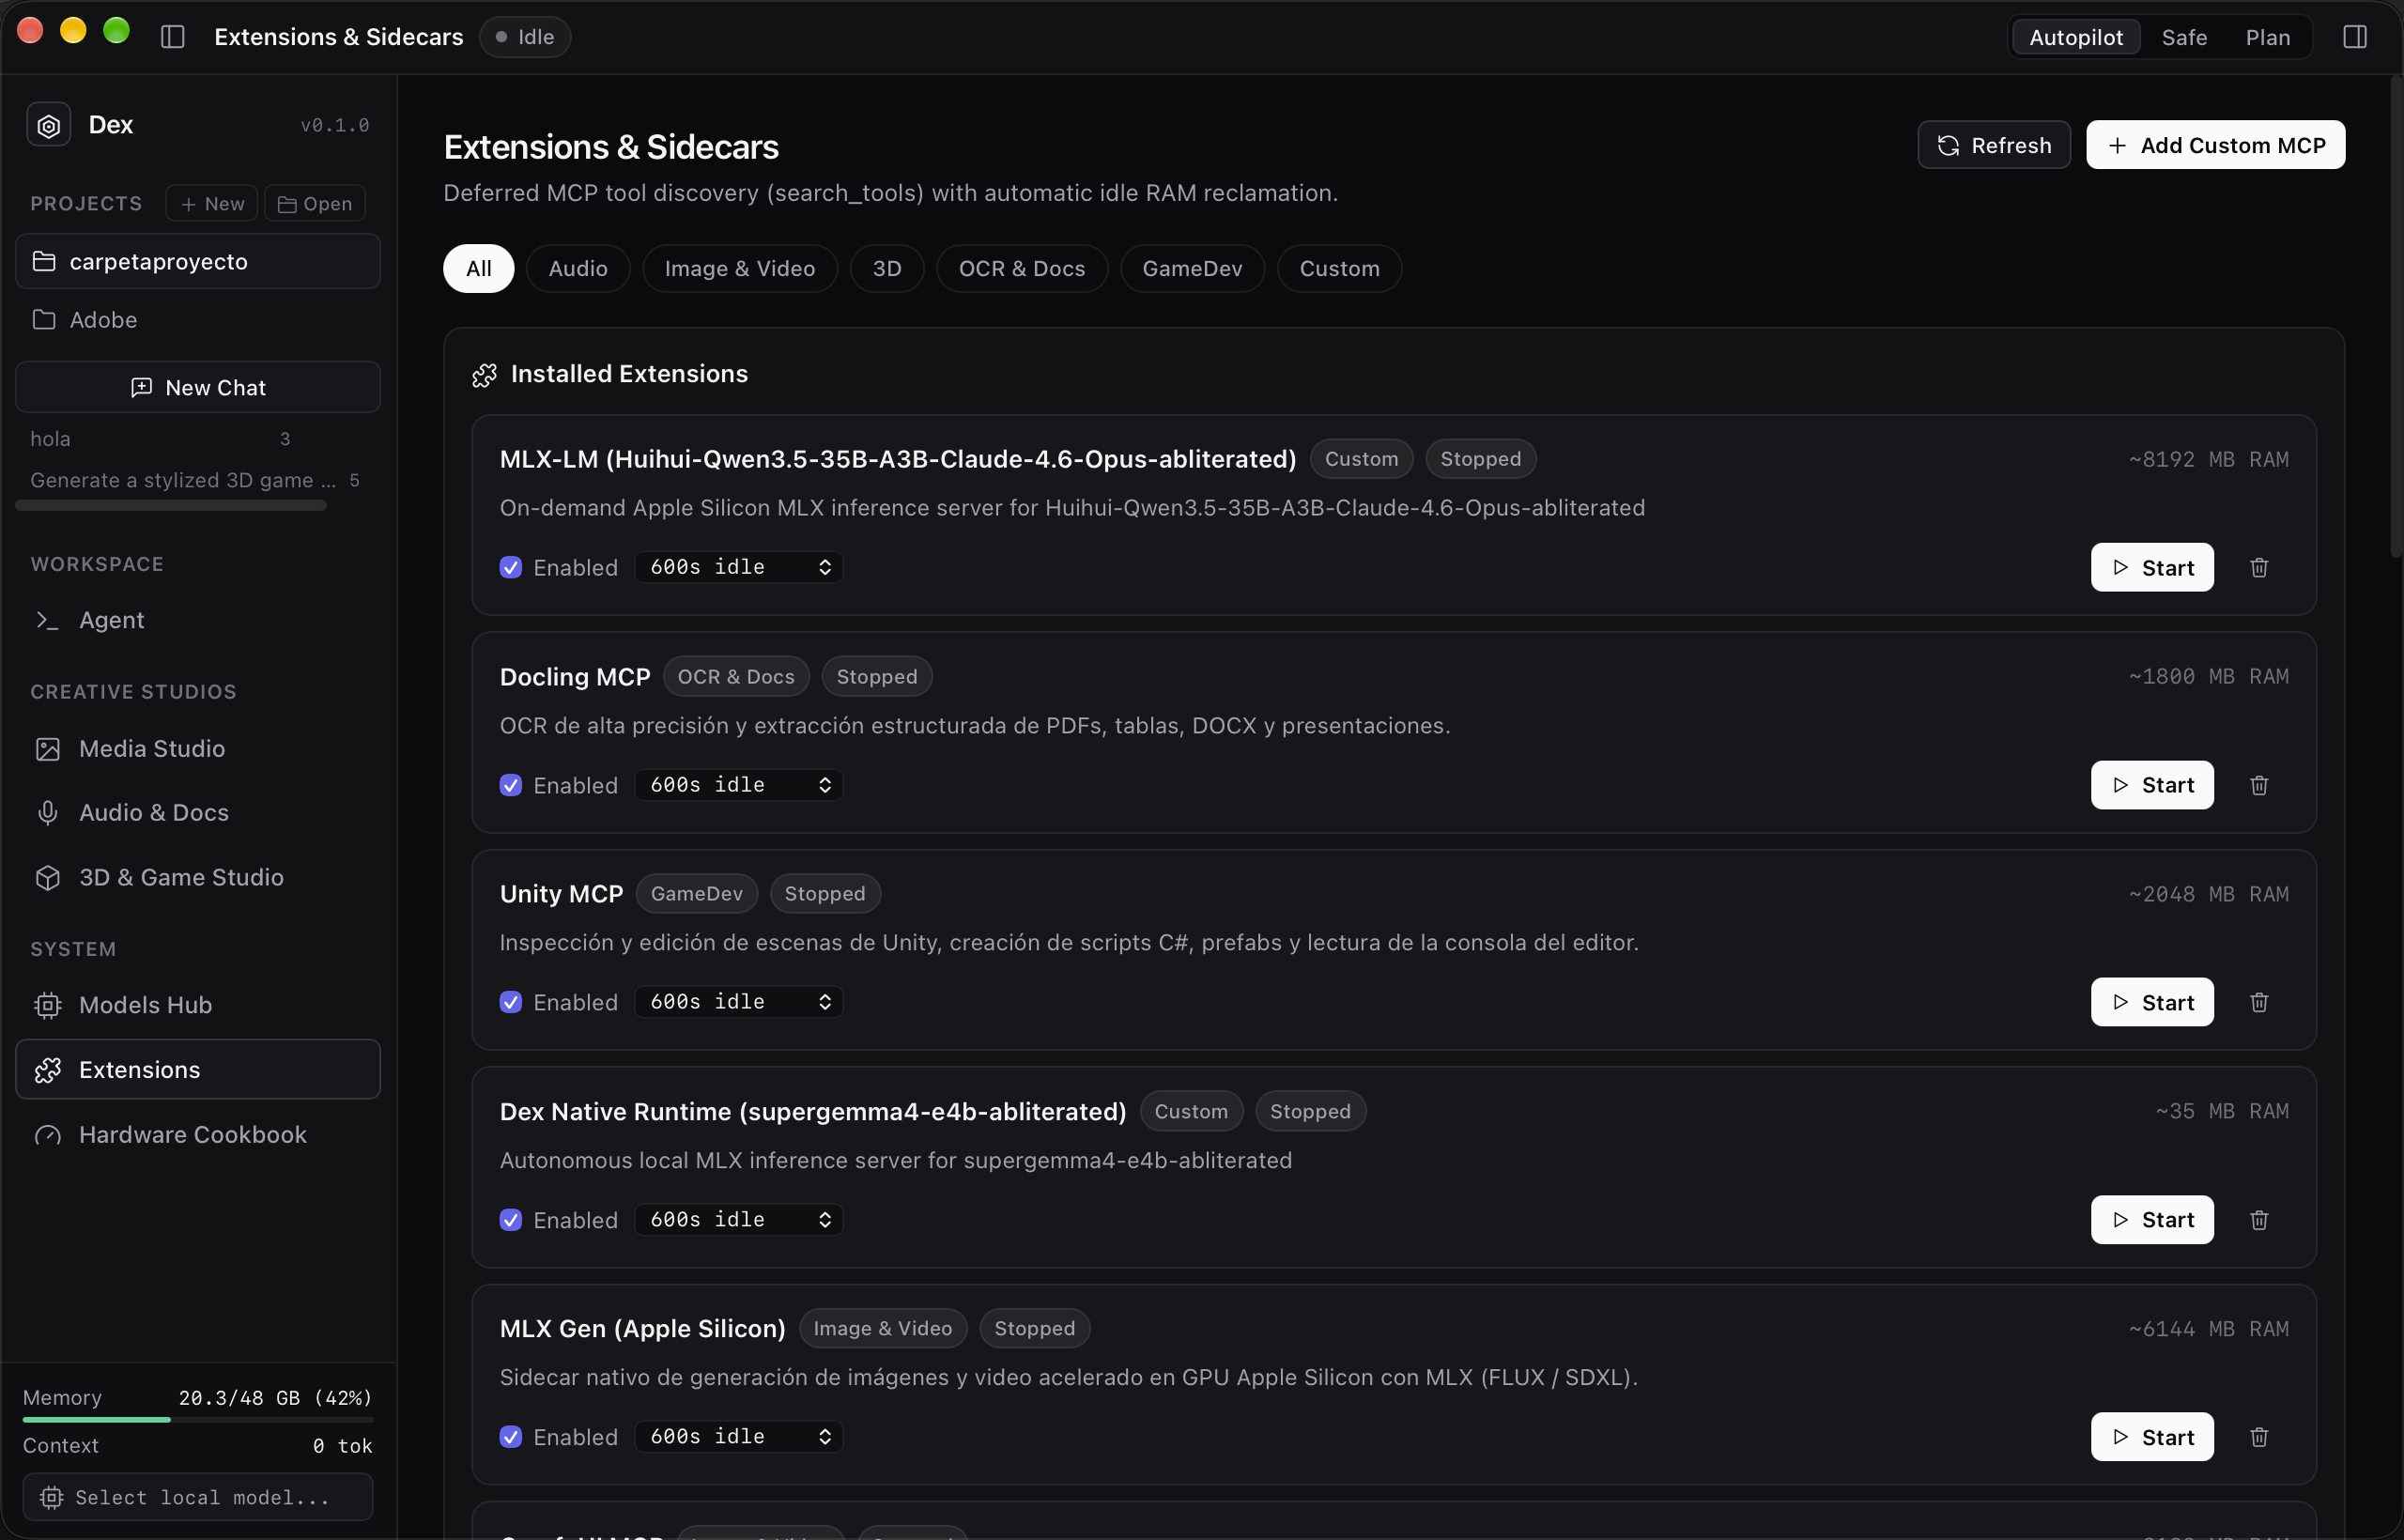 Extensions & Sidecars
Idle
Autopilot
Safe
Plan
Dex
v0.1.0
PROJECTS
New
Open
carpetaproyecto
Adobe
New Chat
hola 3
Generate a stylized 3D game ... 5
WORKSPACE
Agent
CREATIVE STUDIOS
Media Studio
Audio & Docs
3D & Game Studio
SYSTEM
Models Hub
Extensions
Hardware Cookbook
Memory 20.3/48 GB (42%)
Context 0 tok
Select local model...
Extensions & Sidecars
Refresh
Add Custom MCP
Deferred MCP tool discovery (search_tools) with automatic idle RAM reclamation.
All
Audio
Image & Video
3D
OCR & Docs
GameDev
Custom
Installed Extensions
MLX-LM (Huihui-Qwen3.5-35B-A3B-Claude-4.6-Opus-abliterated) Custom Stopped ~8192 MB RAM
On-demand Apple Silicon MLX inference server for Huihui-Qwen3.5-35B-A3B-Claude-4.6-Opus-abliterated
Enabled 600s idle Start
Docling MCP OCR & Docs Stopped ~1800 MB RAM
OCR de alta precisión y extracción estructurada de PDFs, tablas, DOCX y presentaciones.
Enabled 600s idle Start
Unity MCP GameDev Stopped ~2048 MB RAM
Inspección y edición de escenas de Unity, creación de scripts C#, prefabs y lectura de la consola del editor.
Enabled 600s idle Start
Dex Native Runtime (supergemma4-e4b-abliterated) Custom Stopped ~35 MB RAM
Autonomous local MLX inference server for supergemma4-e4b-abliterated
Enabled 600s idle Start
MLX Gen (Apple Silicon) Image & Video Stopped ~6144 MB RAM
Sidecar nativo de generación de imágenes y video acelerado en GPU Apple Silicon con MLX (FLUX / SDXL).
Enabled 600s idle Start